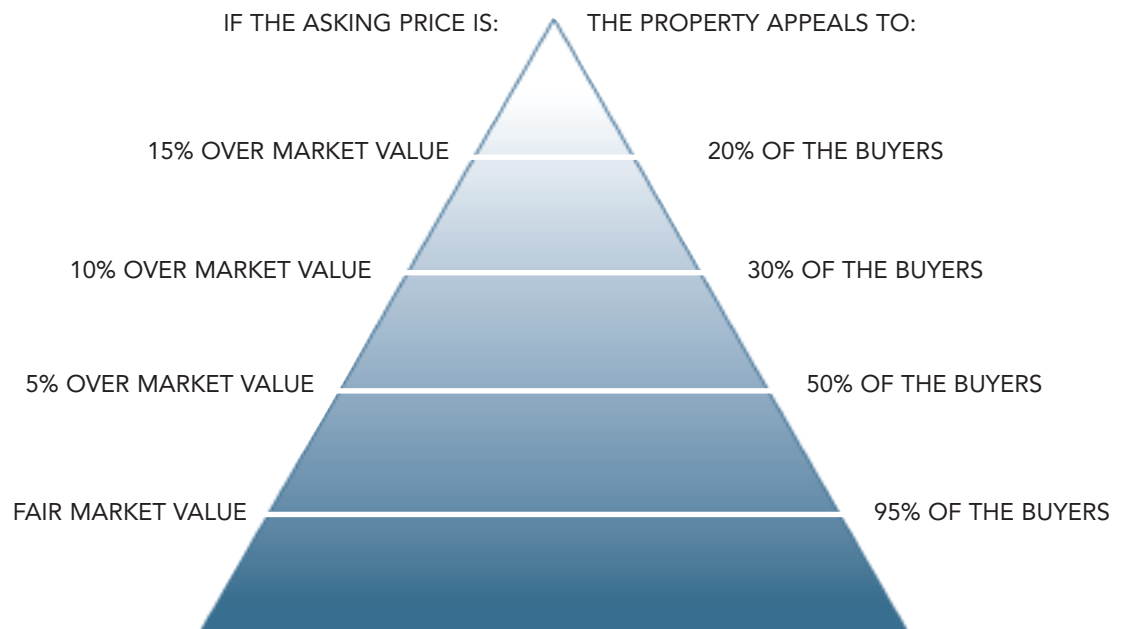 IF THE ASKING PRICE IS: THE PROPERTY APPEALS TO:
15% OVER MARKET VALUE 20% OF THE BUYERS
10% OVER MARKET VALUE 30% OF THE BUYERS
5% OVER MARKET VALUE 50% OF THE BUYERS
FAIR MARKET VALUE 95% OF THE BUYERS